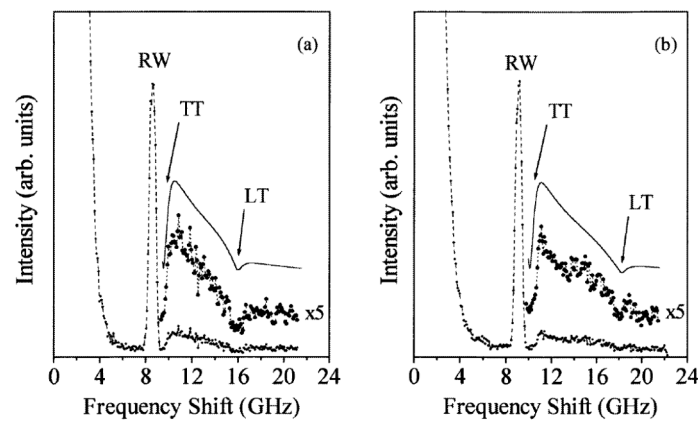 (a)
RW
TT
LT
x5
Intensity (arb. units)
0 4 8 12 16 20 24
Frequency Shift (GHz)
(b)
RW
TT
LT
x5
Intensity (arb. units)
0 4 8 12 16 20 24
Frequency Shift (GHz)